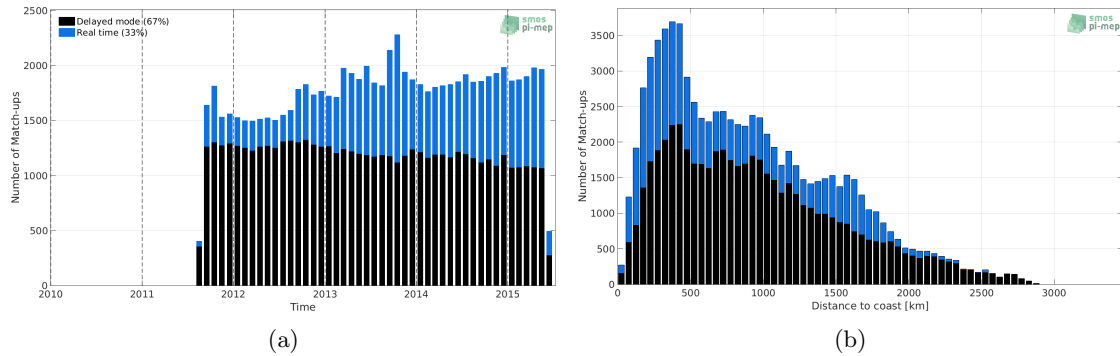 2500
2000
1500
1000
500
0
Number of Match-ups
Delayed mode (67%)
Real time (33%)
smos
pi-mep
2010
2011
2012
2013
2014
2015
Time
(a)
3500
3000
2500
2000
1500
1000
500
0
Number of Match-ups
smos
pi-mep
0
500
1000
1500
2000
2500
3000
Distance to coast [km]
(b)